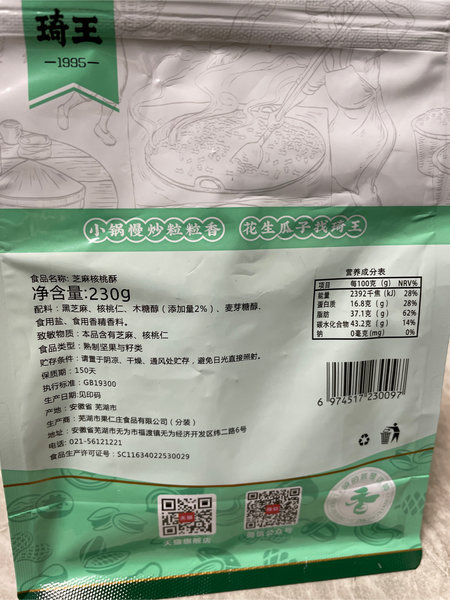 琦王
1995
小锅慢炒粒粒香 花生瓜子找琦王
食品名称: 芝麻核桃酥
净含量:230g
配料: 黑芝麻、核桃仁、木糖醇（添加量2%）、麦芽糖醇、
食用盐、食用香精香料。
致敏物质: 本品含有芝麻、核桃仁
食品类型: 熟制坚果与籽类
贮存条件: 请置于阴凉、干燥、通风处贮存，避免日光直接照射。
保质期: 150天
执行标准: GB19300
生产日期:见印码
产地: 安徽省 芜湖市
生产商: 芜湖市果仁庄食品有限公司（分装）
地址: 安徽省芜湖市无为市福渡镇无为经济开发区纬二路6号
电话: 021-56121221
食品生产许可证号: SC11634022530029
营养成分表
项目 每100克（g） NRV%
能量 2392千焦（kJ） 28%
蛋白质 16.8 克（g） 28%
脂肪 37.1克（g） 62%
碳水化合物 43.2克（g） 14%
钠 0毫克(mg) 0%
6 974517 230097
天猫旗舰店
微信公众号